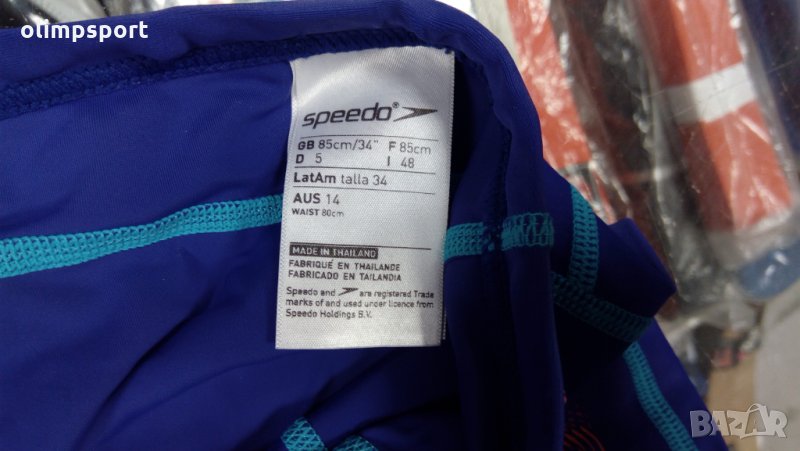 olimpsport
speedo®
GB 85cm/34" F 85cm
D 5 I 48
LatAm talla 34
AUS 14
WAIST 80cm
MADE IN THAILAND
FABRIQUÉ EN THAILANDE
FABRICADO EN TAILANDIA
Speedo and are registered Trade
marks of and used under licence from
Speedo Holdings B.V.
BAZAR